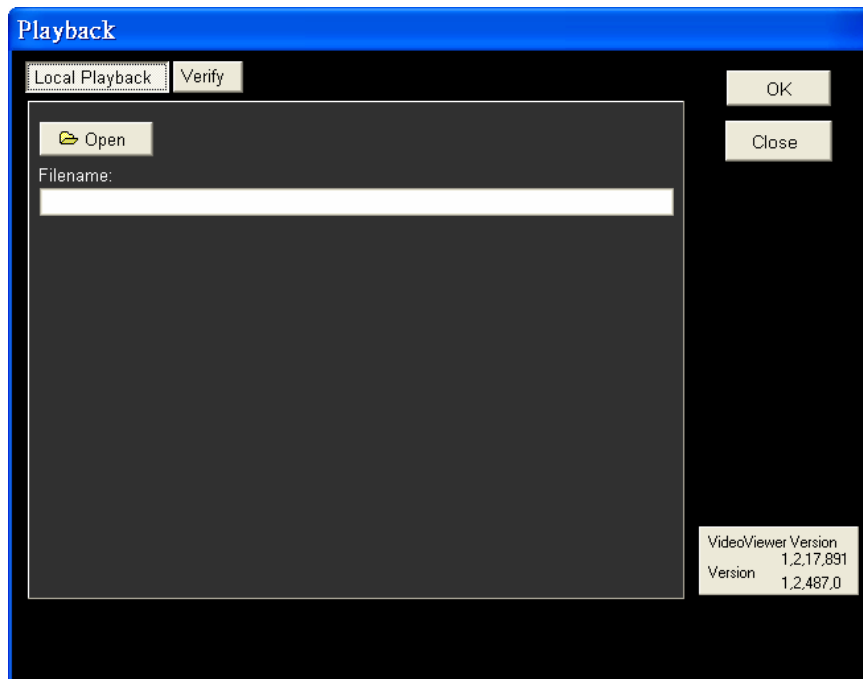 Playback
Local Playback Verify
OK
Open
Close
Filename:
VideoViewer Version
1,2,17,891
Version
1,2,487,0